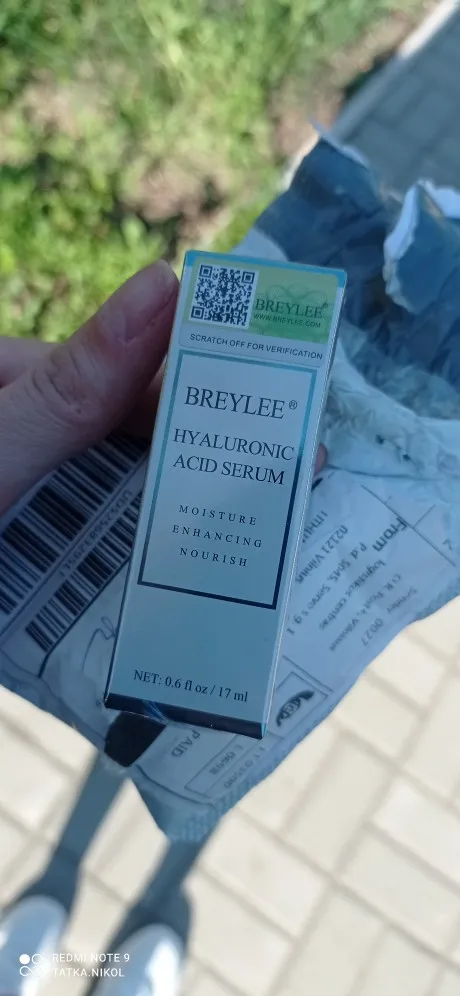 BREYLEE®
WWW.BREYLEE.COM
SCRATCH OFF FOR VERIFICATION
BREYLEE®
HYALURONIC
ACID SERUM
MOISTURE
ENHANCING
NOURISH
NET: 0.6 fl oz / 17 ml
From
PAID
REDMI NOTE 9
TATKA.NIKOL